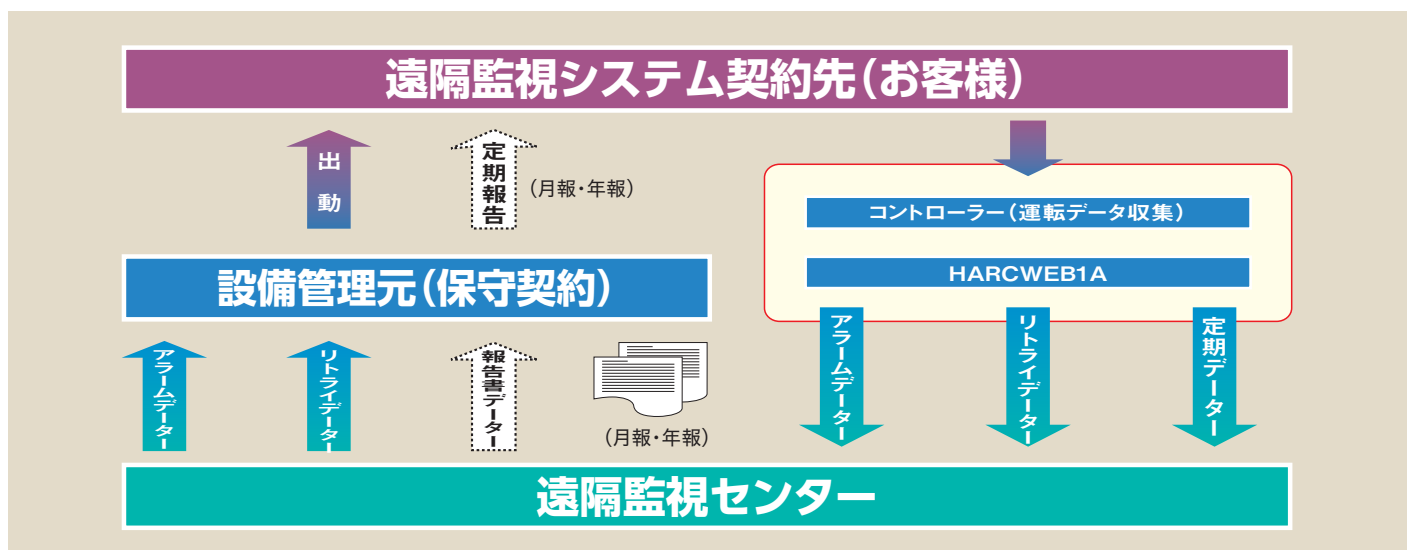 遠隔監視システム契約先(お客様)
出動
定期報告
(月報・年報)
コントローラー(運転データ収集)
HARCWEB1A
設備管理元(保守契約)
アラームデーター
リトライデーター
報告書データー
(月報・年報)
アラームデーター
リトライデーター
定期データー
遠隔監視センター